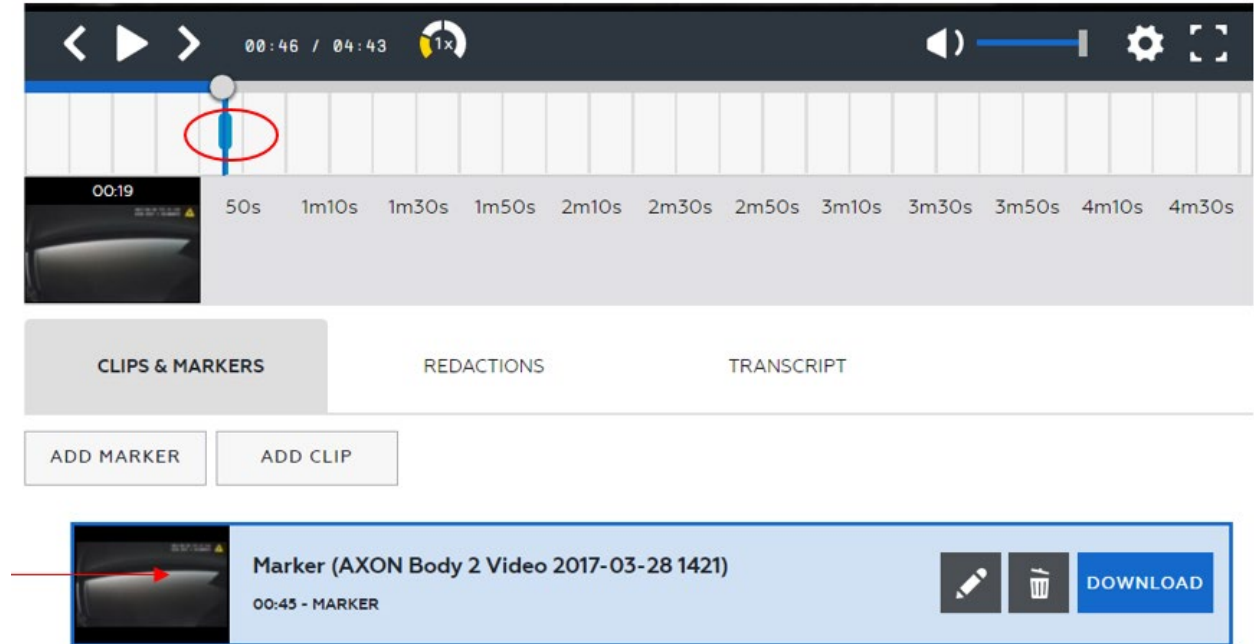 00:46 / 04:43 1x
00:19
50s 1m10s 1m30s 1m50s 2m10s 2m30s 2m50s 3m10s 3m30s 3m50s 4m10s 4m30s
CLIPS & MARKERS REDACTIONS TRANSCRIPT
ADD MARKER ADD CLIP
Marker (AXON Body 2 Video 2017-03-28 1421)
00:45 - MARKER
DOWNLOAD